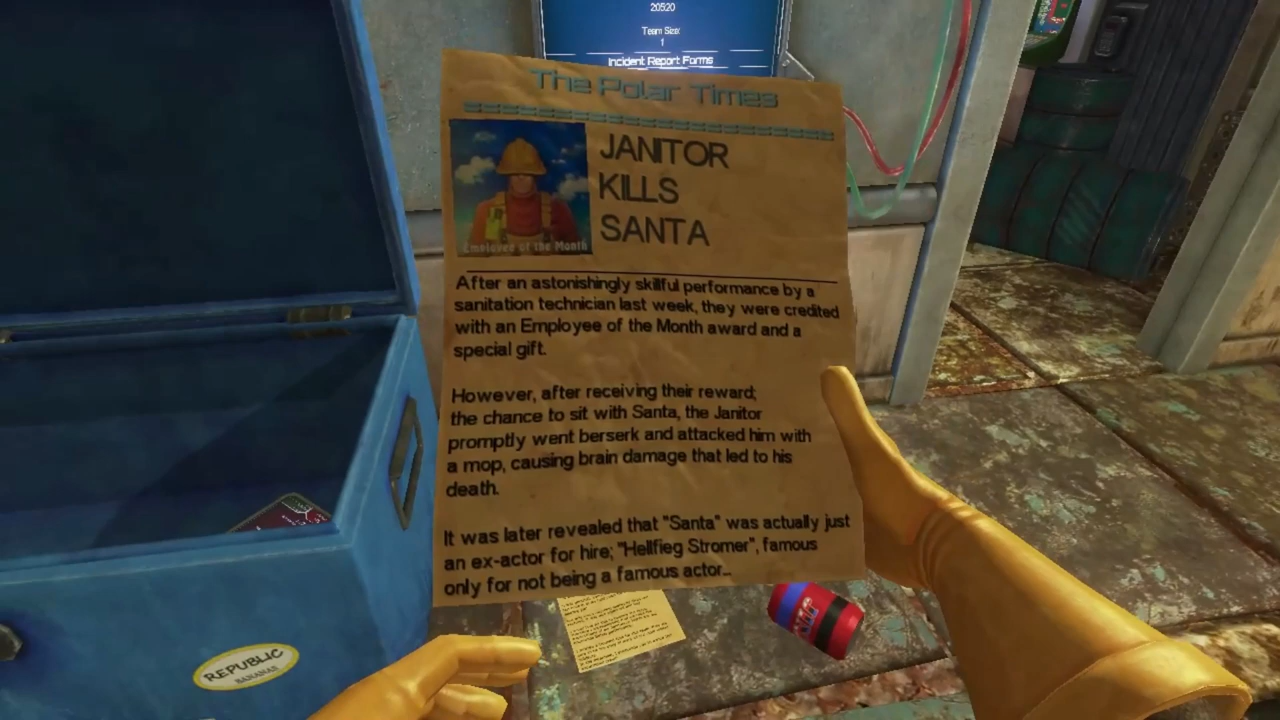 20520
Team Size:
1
Incident Report Forms
The Polar Times
JANITOR
KILLS
SANTA
Employee of the Month
After an astonishingly skillful performance by a
sanitation technician last week, they were credited
with an Employee of the Month award and a
special gift.
However, after receiving their reward;
the chance to sit with Santa, the Janitor
promptly went berserk and attacked him with
a mop, causing brain damage that led to his
death.
It was later revealed that "Santa" was actually just
an ex-actor for hire; "Hellfieg Stromer", famous
only for not being a famous actor...
REPUBLIC
BANANAS